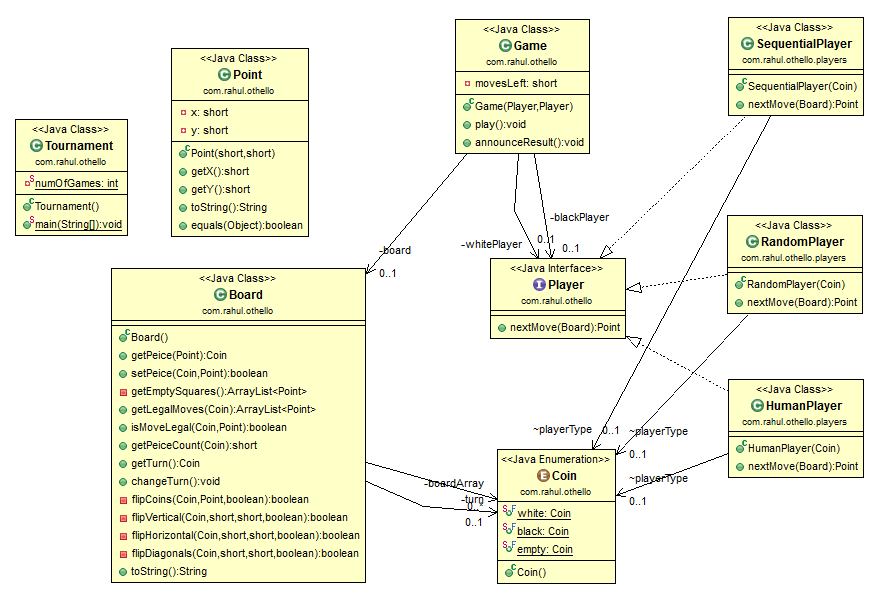 <<Java Class>>
Tournament
com.rahul.othello
numOfGames: int
Tournament()
main(String[]):void
<<Java Class>>
Point
com.rahul.othello
x: short
y: short
Point(short,short)
getX():short
getY():short
toString():String
equals(Object):boolean
<<Java Class>>
Game
com.rahul.othello
movesLeft: short
Game(Player,Player)
play():void
announceResult():void
<<Java Class>>
SequentialPlayer
com.rahul.othello.players
SequentialPlayer(Coin)
nextMove(Board):Point
-blackPlayer
0..1
-whitePlayer
0..1
-board
0..1
<<Java Class>>
Board
com.rahul.othello
Board()
getPeice(Point):Coin
setPeice(Coin,Point):boolean
getEmptySquares():ArrayList<Point>
getLegalMoves(Coin):ArrayList<Point>
isMoveLegal(Coin,Point):boolean
getPeiceCount(Coin):short
getTurn():Coin
changeTurn():void
flipCoins(Coin,Point,boolean):boolean
flipVertical(Coin,short,short,boolean):boolean
flipHorizontal(Coin,short,short,boolean):boolean
flipDiagonals(Coin,short,short,boolean):boolean
toString():String
<<Java Interface>>
Player
com.rahul.othello
nextMove(Board):Point
<<Java Class>>
RandomPlayer
com.rahul.othello.players
RandomPlayer(Coin)
nextMove(Board):Point
<<Java Class>>
HumanPlayer
com.rahul.othello.players
HumanPlayer(Coin)
nextMove(Board):Point
~playerType
0..1
~playerType
0..1
~playerType
0..1
-boardArray
0..*
-turn
0..1
<<Java Enumeration>>
Coin
com.rahul.othello
white: Coin
black: Coin
empty: Coin
Coin()